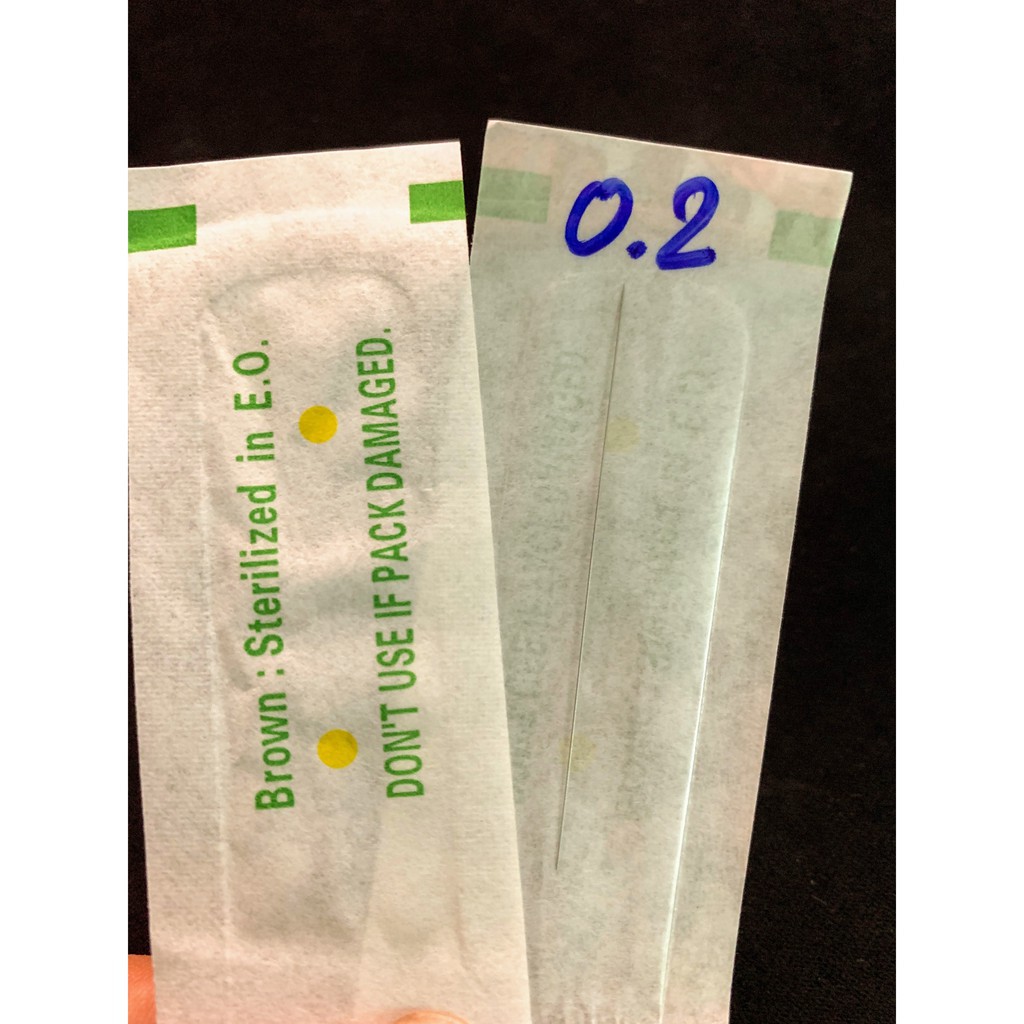 Brown : Sterilized in E.O.
DON'T USE IF PACK DAMAGED.
0.2